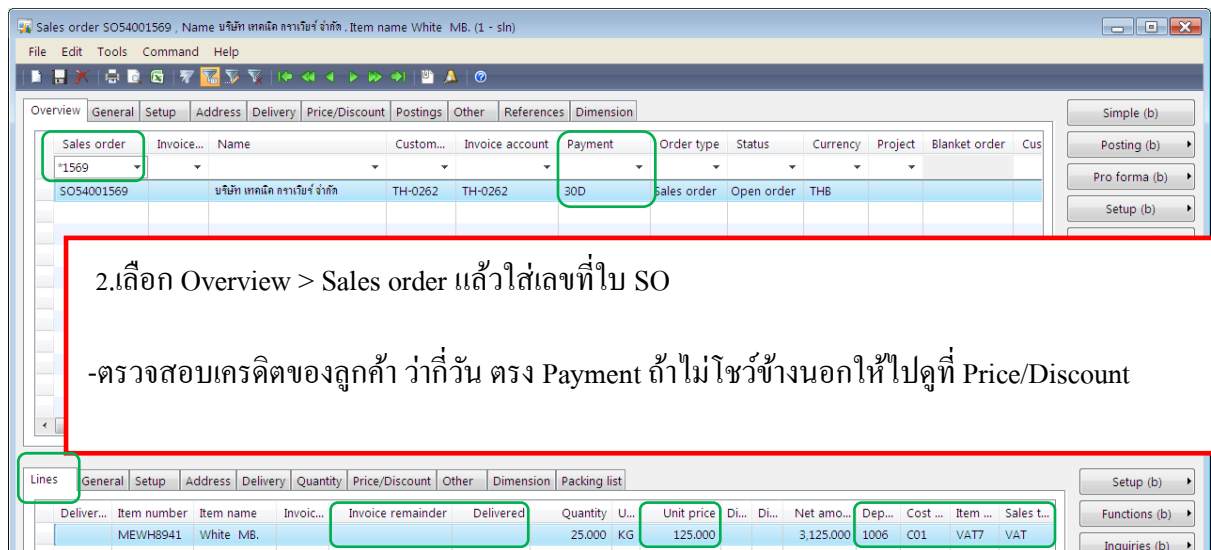 Sales order SO54001569 , Name บริษัท เทคนิค กราเวียร์ จำกัด , Item name White MB. (1 - sln)
File Edit Tools Command Help
Overview General Setup Address Delivery Price/Discount Postings Other References Dimension
Simple (b)
Sales order Invoice... Name Custom... Invoice account Payment Order type Status Currency Project Blanket order Cus
Posting (b)
*1569
Pro forma (b)
SO54001569 บริษัท เทคนิค กราเวียร์ จำกัด TH-0262 TH-0262 30D Sales order Open order THB
Setup (b)
2.เลือก Overview > Sales order แล้วใส่เลขที่ใบ SO
-ตรวจสอบเครดิตของลูกค้า ว่ากี่วัน ตรง Payment ถ้าไม่โชว์ข้างนอกให้ไปดูที่ Price/Discount
Lines General Setup Address Delivery Quantity Price/Discount Other Dimension Packing list
Setup (b)
Deliver... Item number Item name Invoic... Invoice remainder Delivered Quantity U... Unit price Di... Di... Net amo... Dep... Cost ... Item ... Sales t...
Functions (b)
MEWH8941 White MB. 25.000 KG 125.000 3,125.000 1006 C01 VAT7 VAT
Inquiries (b)